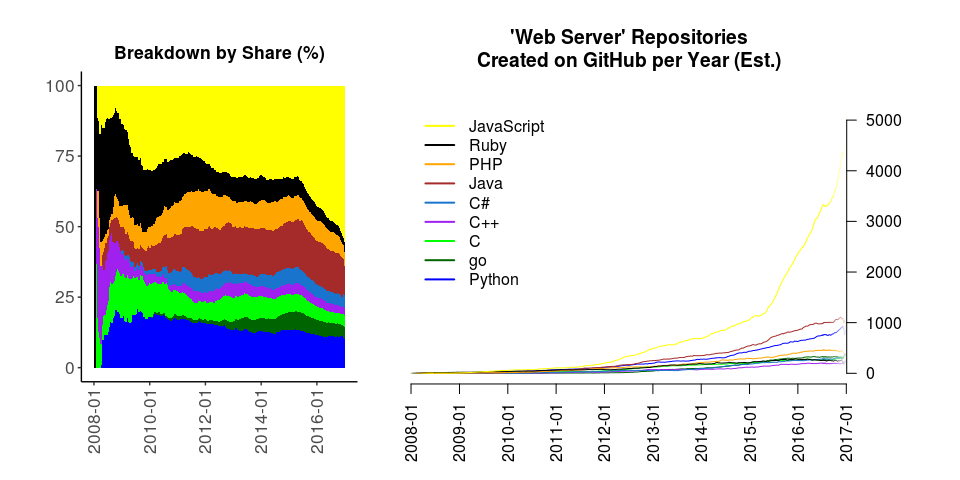 Breakdown by Share (%)
100
75
50
25
0
2008-01
2010-01
2012-01
2014-01
2016-01
'Web Server' Repositories
Created on GitHub per Year (Est.)
JavaScript
Ruby
PHP
Java
C#
C++
C
go
Python
5000
4000
3000
2000
1000
0
2008-01
2009-01
2010-01
2011-01
2012-01
2013-01
2014-01
2015-01
2016-01
2017-01